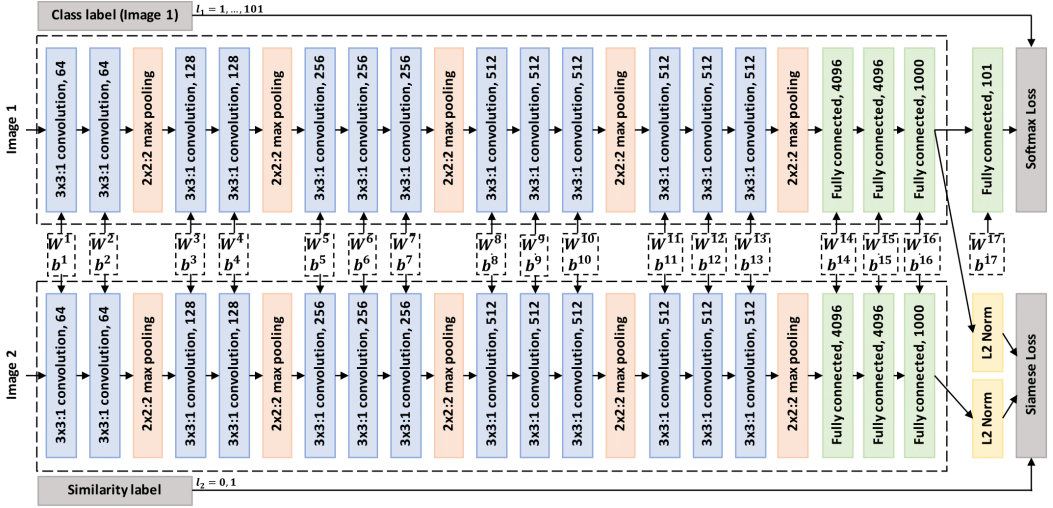 Class label (Image 1)
l₁ = 1, ..., 101
Image 1
3x3:1 convolution, 64
3x3:1 convolution, 64
2x2:2 max pooling
3x3:1 convolution, 128
3x3:1 convolution, 128
2x2:2 max pooling
3x3:1 convolution, 256
3x3:1 convolution, 256
3x3:1 convolution, 256
2x2:2 max pooling
3x3:1 convolution, 512
3x3:1 convolution, 512
3x3:1 convolution, 512
2x2:2 max pooling
3x3:1 convolution, 512
3x3:1 convolution, 512
3x3:1 convolution, 512
2x2:2 max pooling
Fully connected, 4096
Fully connected, 4096
Fully connected, 1000
Fully connected, 101
Softmax Loss
W¹
b¹
W²
b²
W³
b³
W⁴
b⁴
W⁵
b⁵
W⁶
b⁶
W⁷
b⁷
W⁸
b⁸
W⁹
b⁹
W¹⁰
b¹⁰
W¹¹
b¹¹
W¹²
b¹²
W¹³
b¹³
W¹⁴
b¹⁴
W¹⁵
b¹⁵
W¹⁶
b¹⁶
W¹⁷
b¹⁷
Image 2
3x3:1 convolution, 64
3x3:1 convolution, 64
2x2:2 max pooling
3x3:1 convolution, 128
3x3:1 convolution, 128
2x2:2 max pooling
3x3:1 convolution, 256
3x3:1 convolution, 256
3x3:1 convolution, 256
2x2:2 max pooling
3x3:1 convolution, 512
3x3:1 convolution, 512
3x3:1 convolution, 512
2x2:2 max pooling
3x3:1 convolution, 512
3x3:1 convolution, 512
3x3:1 convolution, 512
2x2:2 max pooling
Fully connected, 4096
Fully connected, 4096
Fully connected, 1000
L2 Norm
L2 Norm
Siamese Loss
Similarity label
l₂ = 0, 1